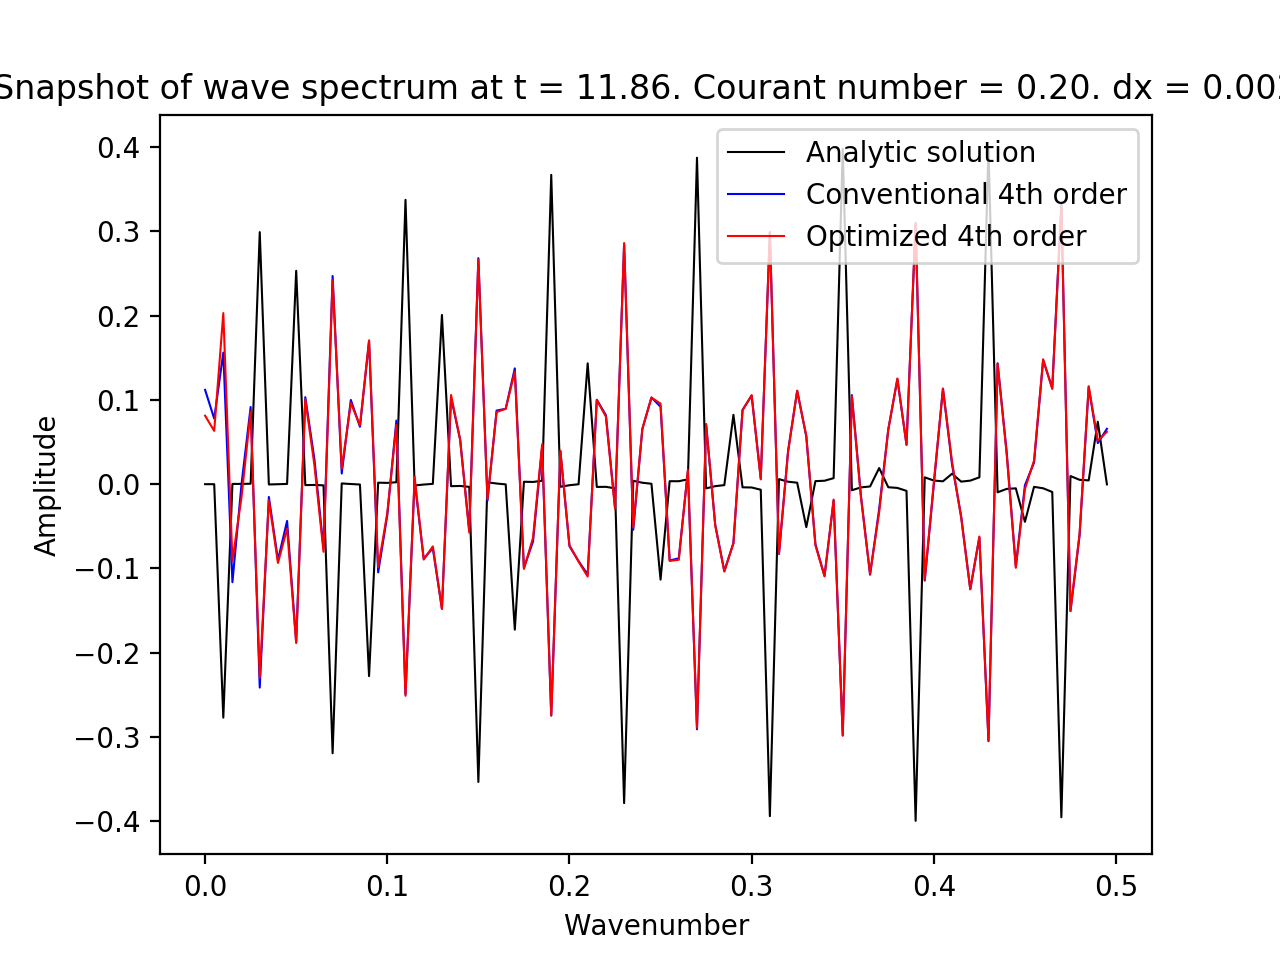 Snapshot of wave spectrum at t = 11.86. Courant number = 0.20. dx = 0.00
Analytic solution
Conventional 4th order
Optimized 4th order
Amplitude
0.4
0.3
0.2
0.1
0.0
−0.1
−0.2
−0.3
−0.4
0.0 0.1 0.2 0.3 0.4 0.5
Wavenumber